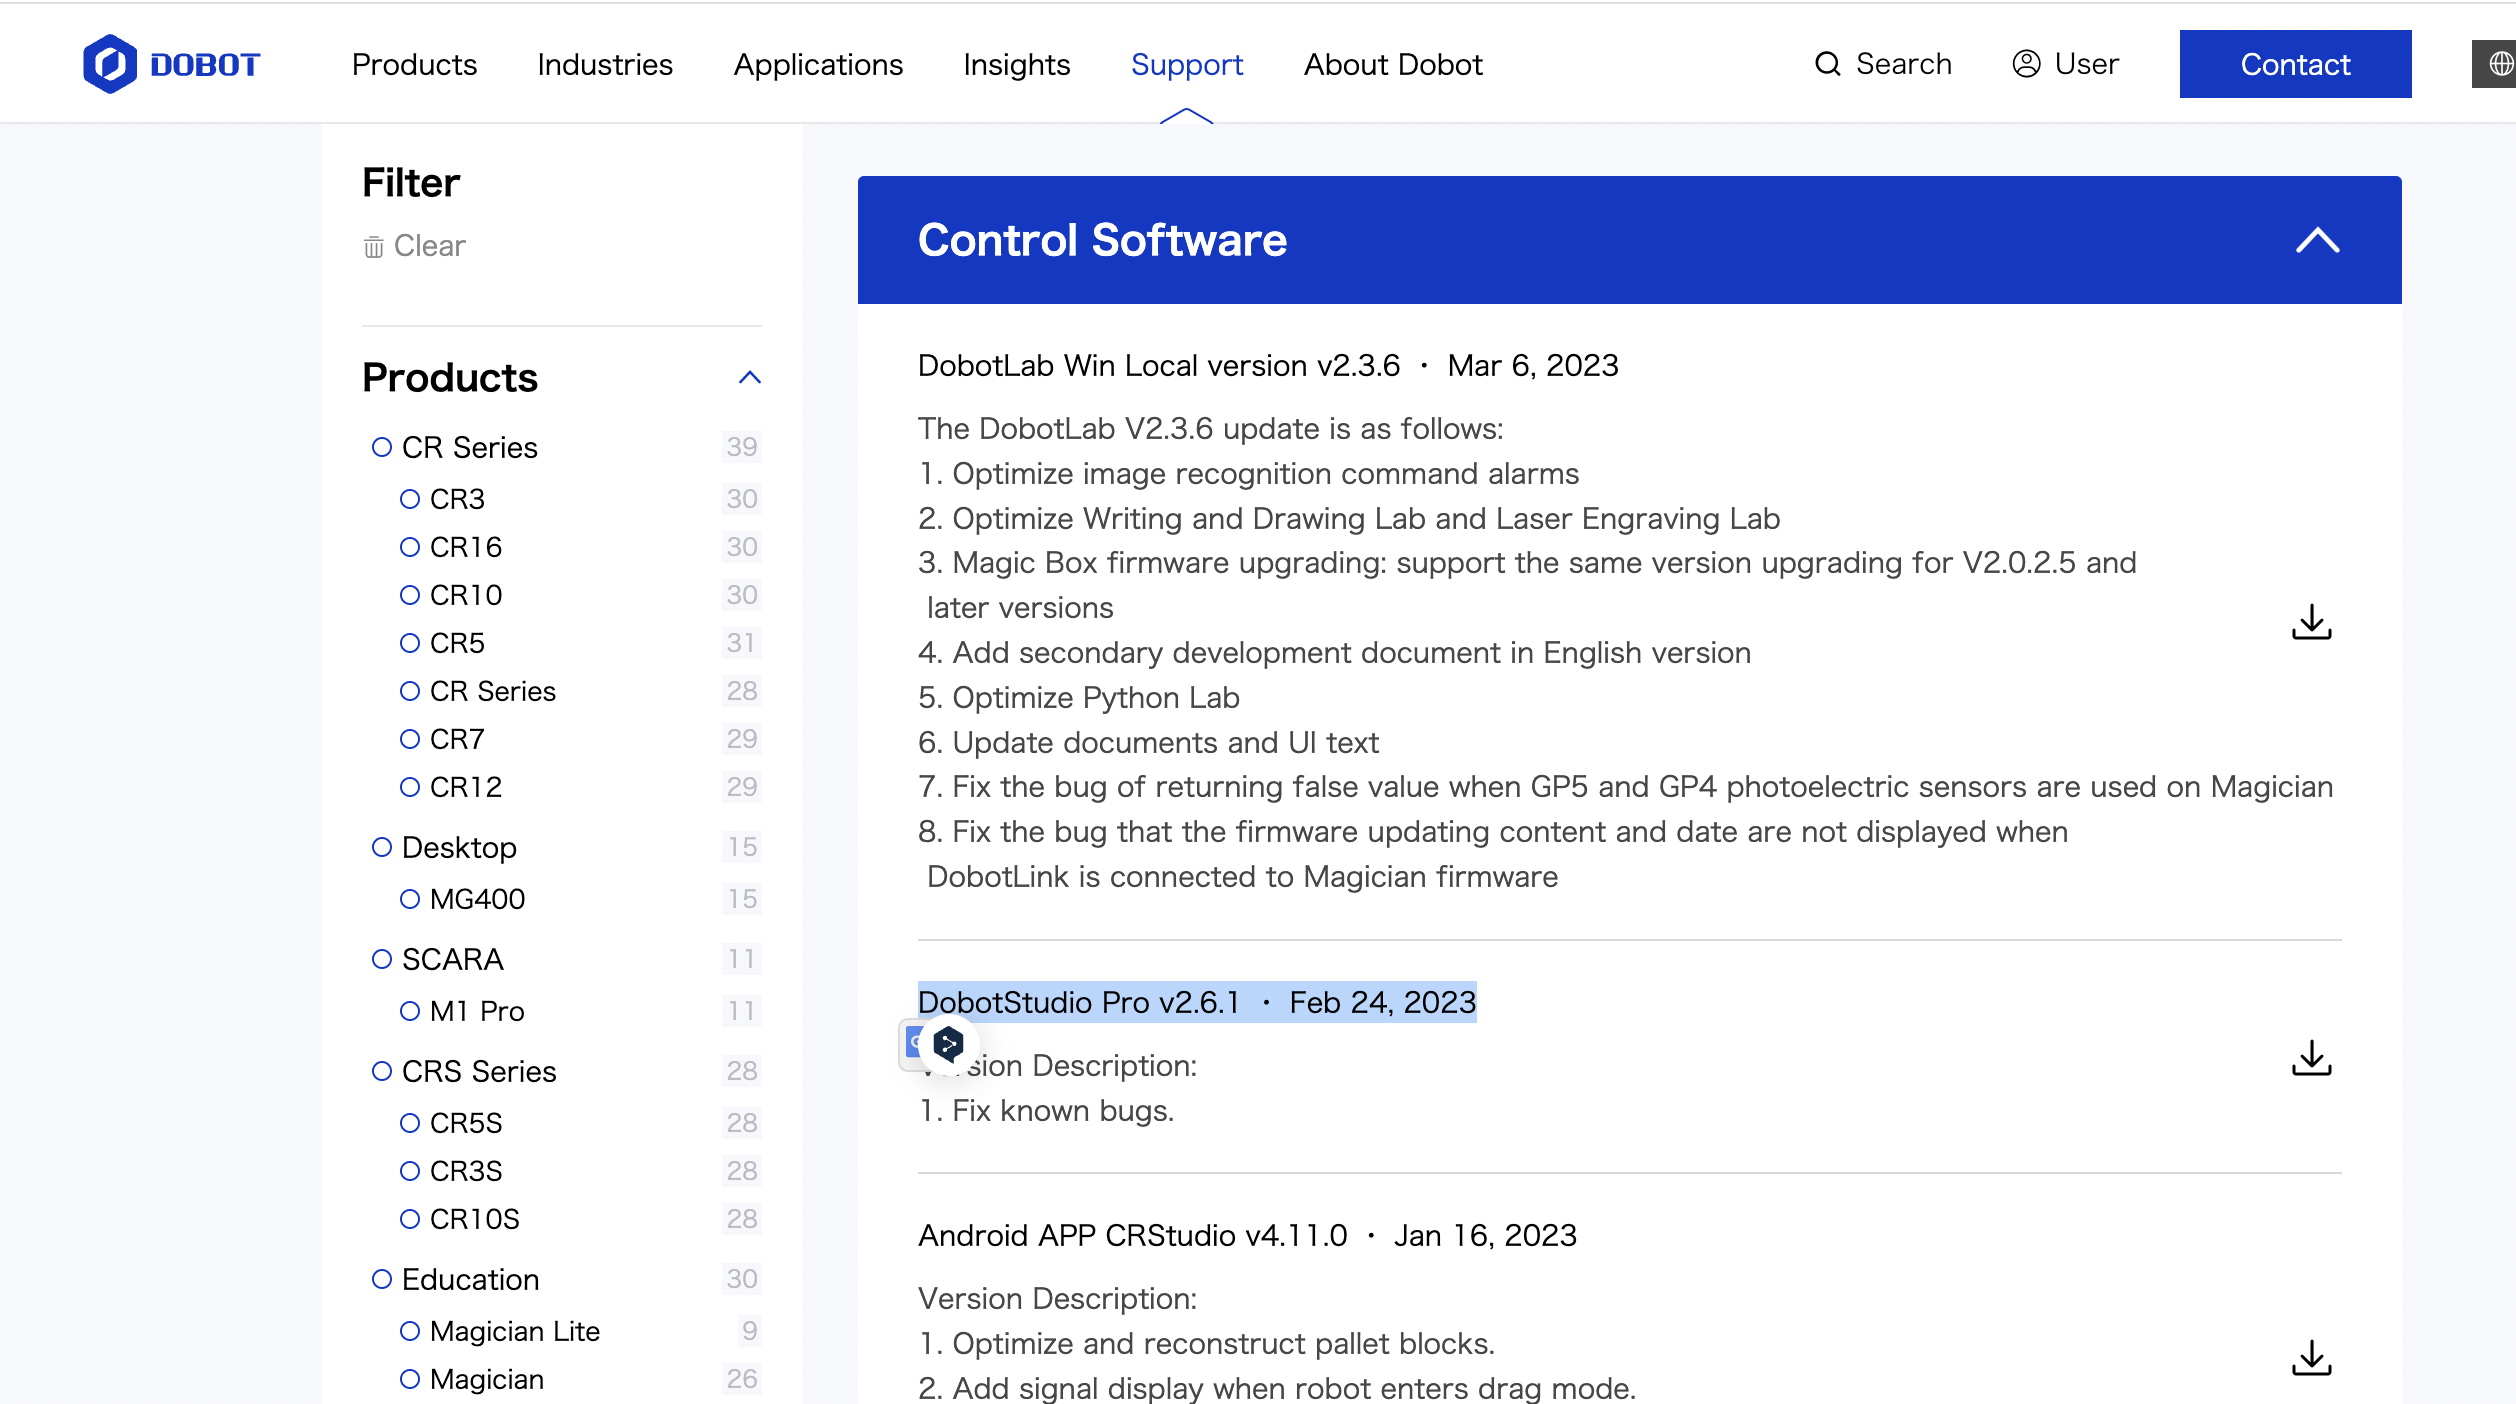 DOBOT
Products
Industries
Applications
Insights
Support
About Dobot
Search
User
Contact
Filter
Clear
Products
CR Series 39
CR3 30
CR16 30
CR10 30
CR5 31
CR Series 28
CR7 29
CR12 29
Desktop 15
MG400 15
SCARA 11
M1 Pro 11
CRS Series 28
CR5S 28
CR3S 28
CR10S 28
Education 30
Magician Lite 9
Magician 26
Control Software
DobotLab Win Local version v2.3.6 · Mar 6, 2023
The DobotLab V2.3.6 update is as follows:
1. Optimize image recognition command alarms
2. Optimize Writing and Drawing Lab and Laser Engraving Lab
3. Magic Box firmware upgrading: support the same version upgrading for V2.0.2.5 and
later versions
4. Add secondary development document in English version
5. Optimize Python Lab
6. Update documents and UI text
7. Fix the bug of returning false value when GP5 and GP4 photoelectric sensors are used on Magician
8. Fix the bug that the firmware updating content and date are not displayed when
DobotLink is connected to Magician firmware
DobotStudio Pro v2.6.1 · Feb 24, 2023
Description:
1. Fix known bugs.
Android APP CRStudio v4.11.0 · Jan 16, 2023
Version Description:
1. Optimize and reconstruct pallet blocks.
2. Add signal display when robot enters drag mode.